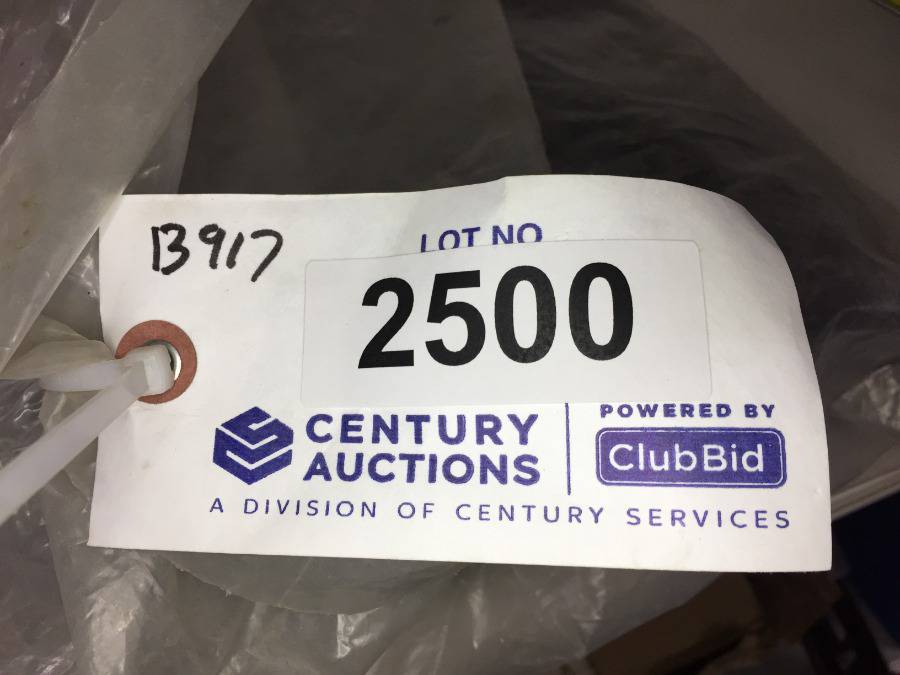 B917
LOT NO
2500
CENTURY
AUCTIONS
POWERED BY
ClubBid
A DIVISION OF CENTURY SERVICES